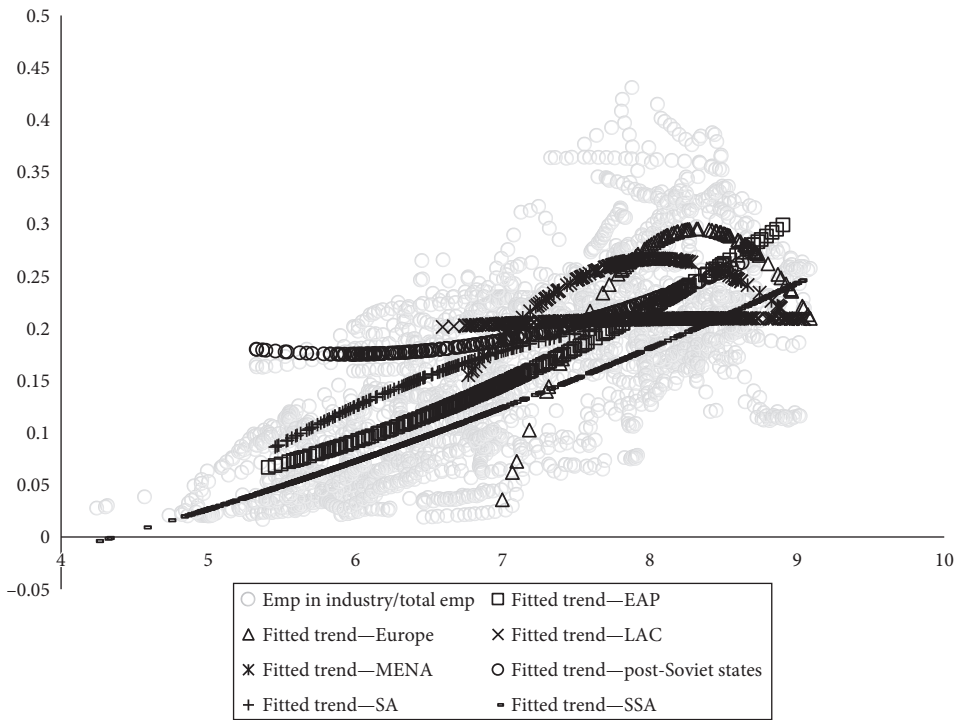 0.5
0.45
0.4
0.35
0.3
0.25
0.2
0.15
0.1
0.05
0
4 5 6 7 8 9 10
–0.05
Emp in industry/total emp Fitted trend—EAP
Fitted trend—Europe Fitted trend—LAC
Fitted trend—MENA Fitted trend—post-Soviet states
Fitted trend—SA Fitted trend—SSA